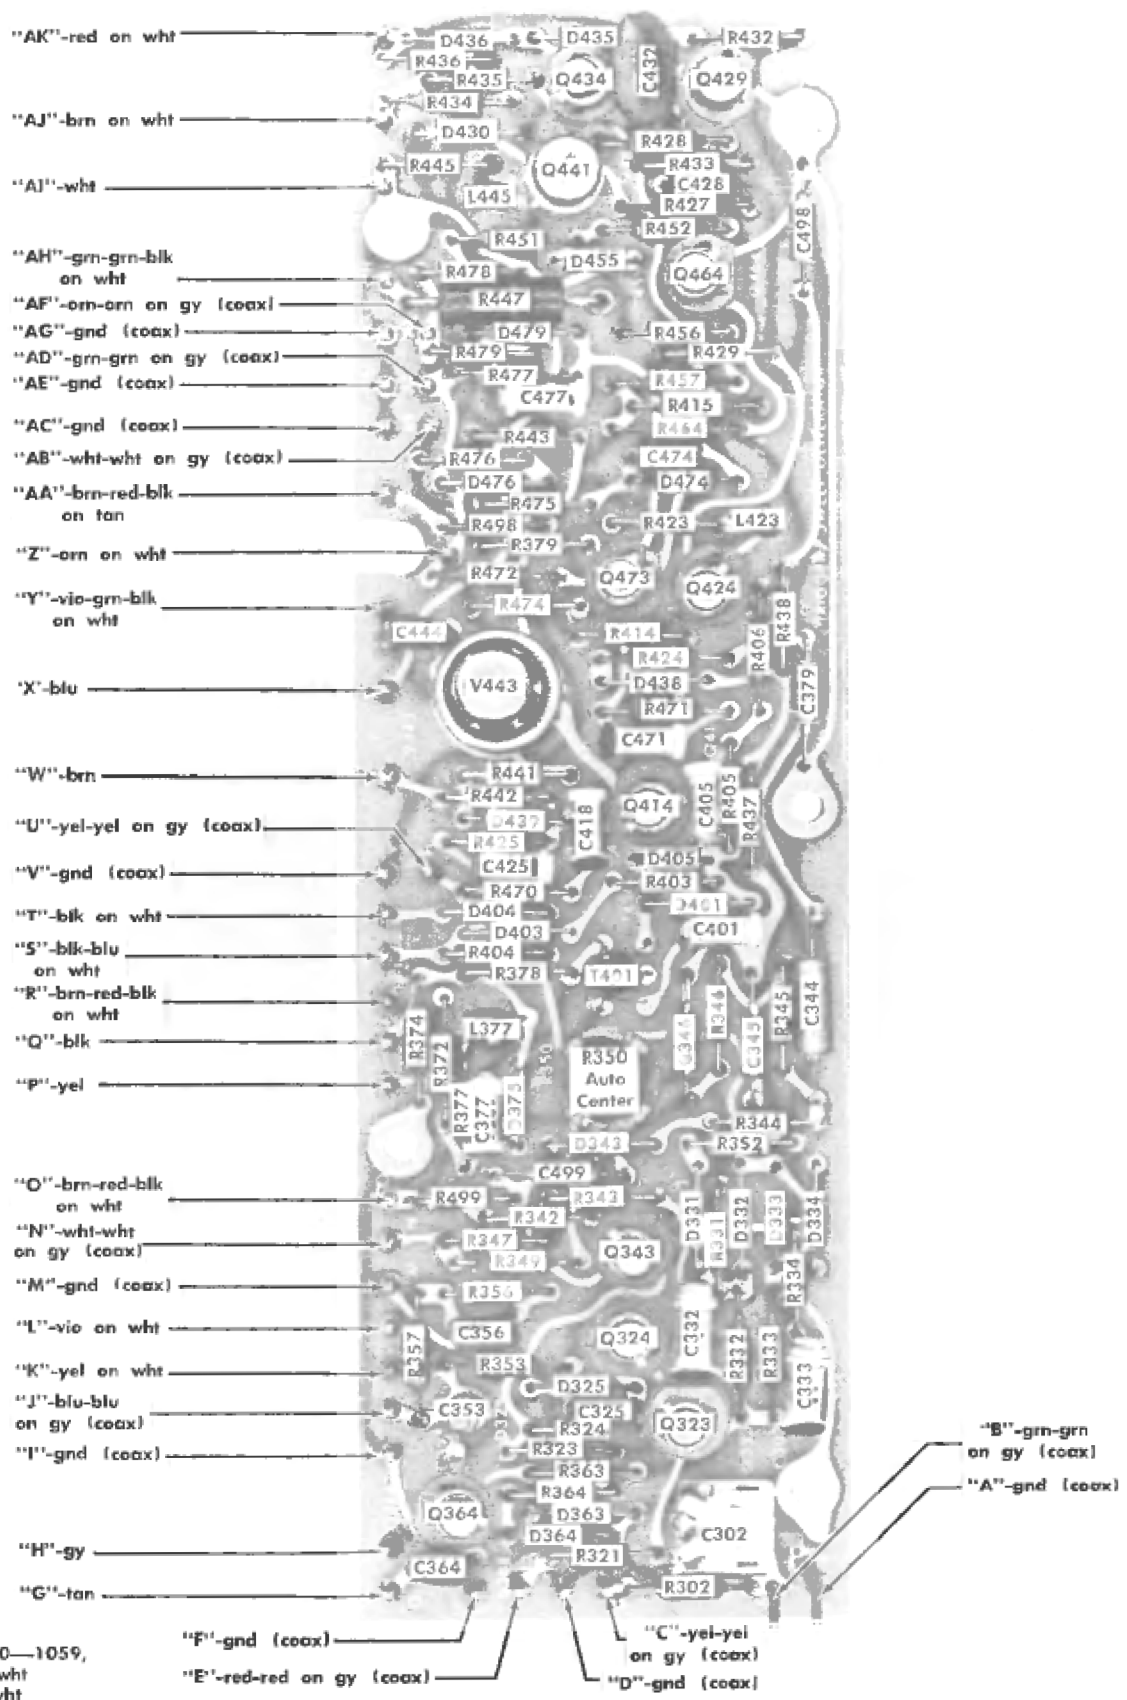 "AK"-red on wht
"AJ"-brn on wht
"AI"-wht
"AH"-grn-grn-blk
on wht
"AF"-orn-orn on gy (coax)
"AG"-gnd (coax)
"AD"-grn-grn on gy (coax)
"AE"-gnd (coax)
"AC"-gnd (coax)
"AB"-wht-wht on gy (coax)
"AA"-brn-red-blk
on tan
"Z"-orn on wht
"Y"-vio-grn-blk
on wht
'X'-blu
"W"-brn
"U"-yel-yel on gy (coax)
"V"-gnd (coax)
"T"-blk on wht
"S"-blk-blu
on wht
"R"-brn-red-blk
on wht
"Q"-blk
"P"-yel
"O"-brn-red-blk
on wht
"N"-wht-wht
on gy (coax)
"M"-gnd (coax)
"L"-vio on wht
"K"-yel on wht
"J"-blu-blu
on gy (coax)
"I"-gnd (coax)
"H"-gy
"G"-tan
0—1059,
wht
wht
"F"-gnd (coax)
"E"-red-red on gy (coax)
"C"-yel-yel
on gy (coax)
"D"-gnd (coax)
"B"-grn-grn
on gy (coax)
"A"-gnd (coax)
D436
D435
R432
R436
C432
R435
Q434
Q429
R434
D430
R428
R445
Q441
R433
C428
L445
R427
C498
R452
R451
D455
R478
Q464
R447
D479
R456
R479
R429
R477
R457
C477
R415
R464
R443
R476
C474
D476
D474
R475
R498
R423
L423
R379
R472
Q473
Q424
R474
R438
C444
R414
R406
R424
V443
D438
C379
R471
C471
R441
R442
Q414
C405
R405
R437
D439
C418
R425
C425
D405
R470
R403
D404
D401
D403
C401
R404
R378
T401
R374
L377
R346
C345
R345
C344
R372
R350
Auto
Center
R377
C377
D375
R344
D343
R352
C499
R499
R343
R342
D331
R331
D332
D333
D334
R347
Q343
R349
R334
R356
C356
Q324
C332
R357
R353
R332
R333
C333
D325
C353
C325
Q323
R324
R323
R363
R364
Q364
D363
D364
C302
R321
C364
R302